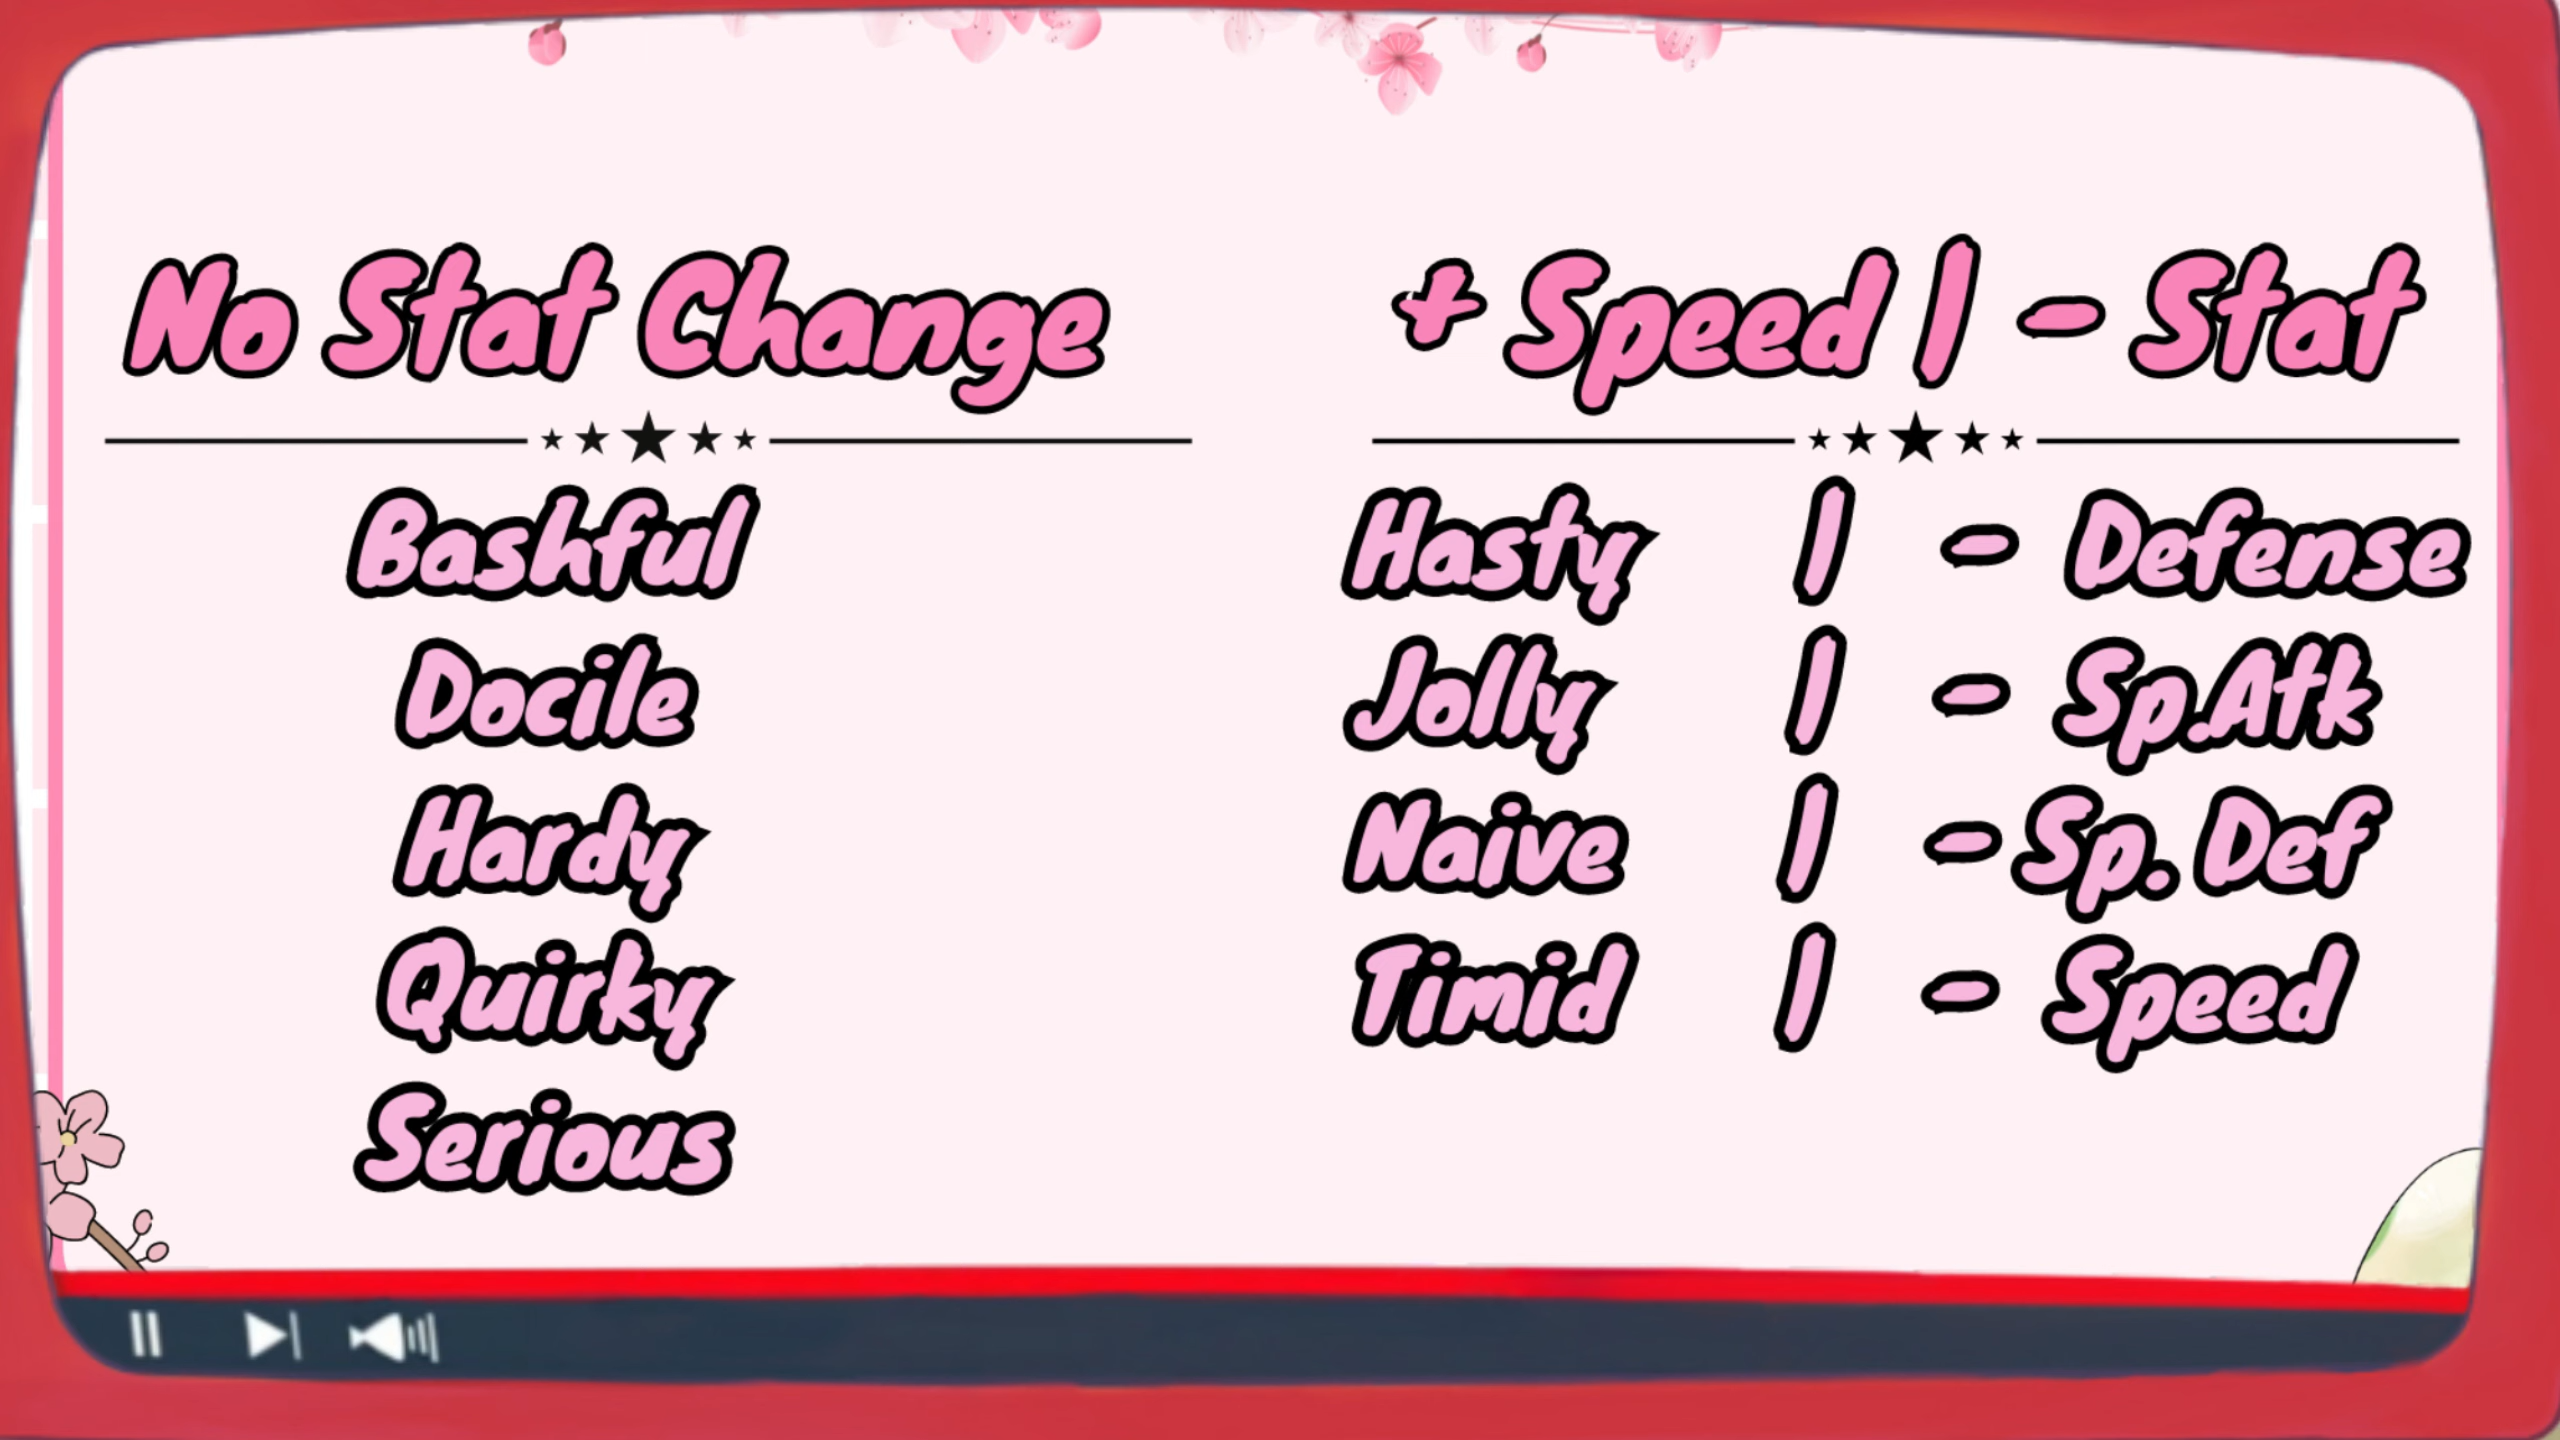 No Stat Change
Bashful
Docile
Hardy
Quirky
Serious
+ Speed | - Stat
Hasty | - Defense
Jolly | - Sp.Atk
Naive | - Sp. Def
Timid | - Speed